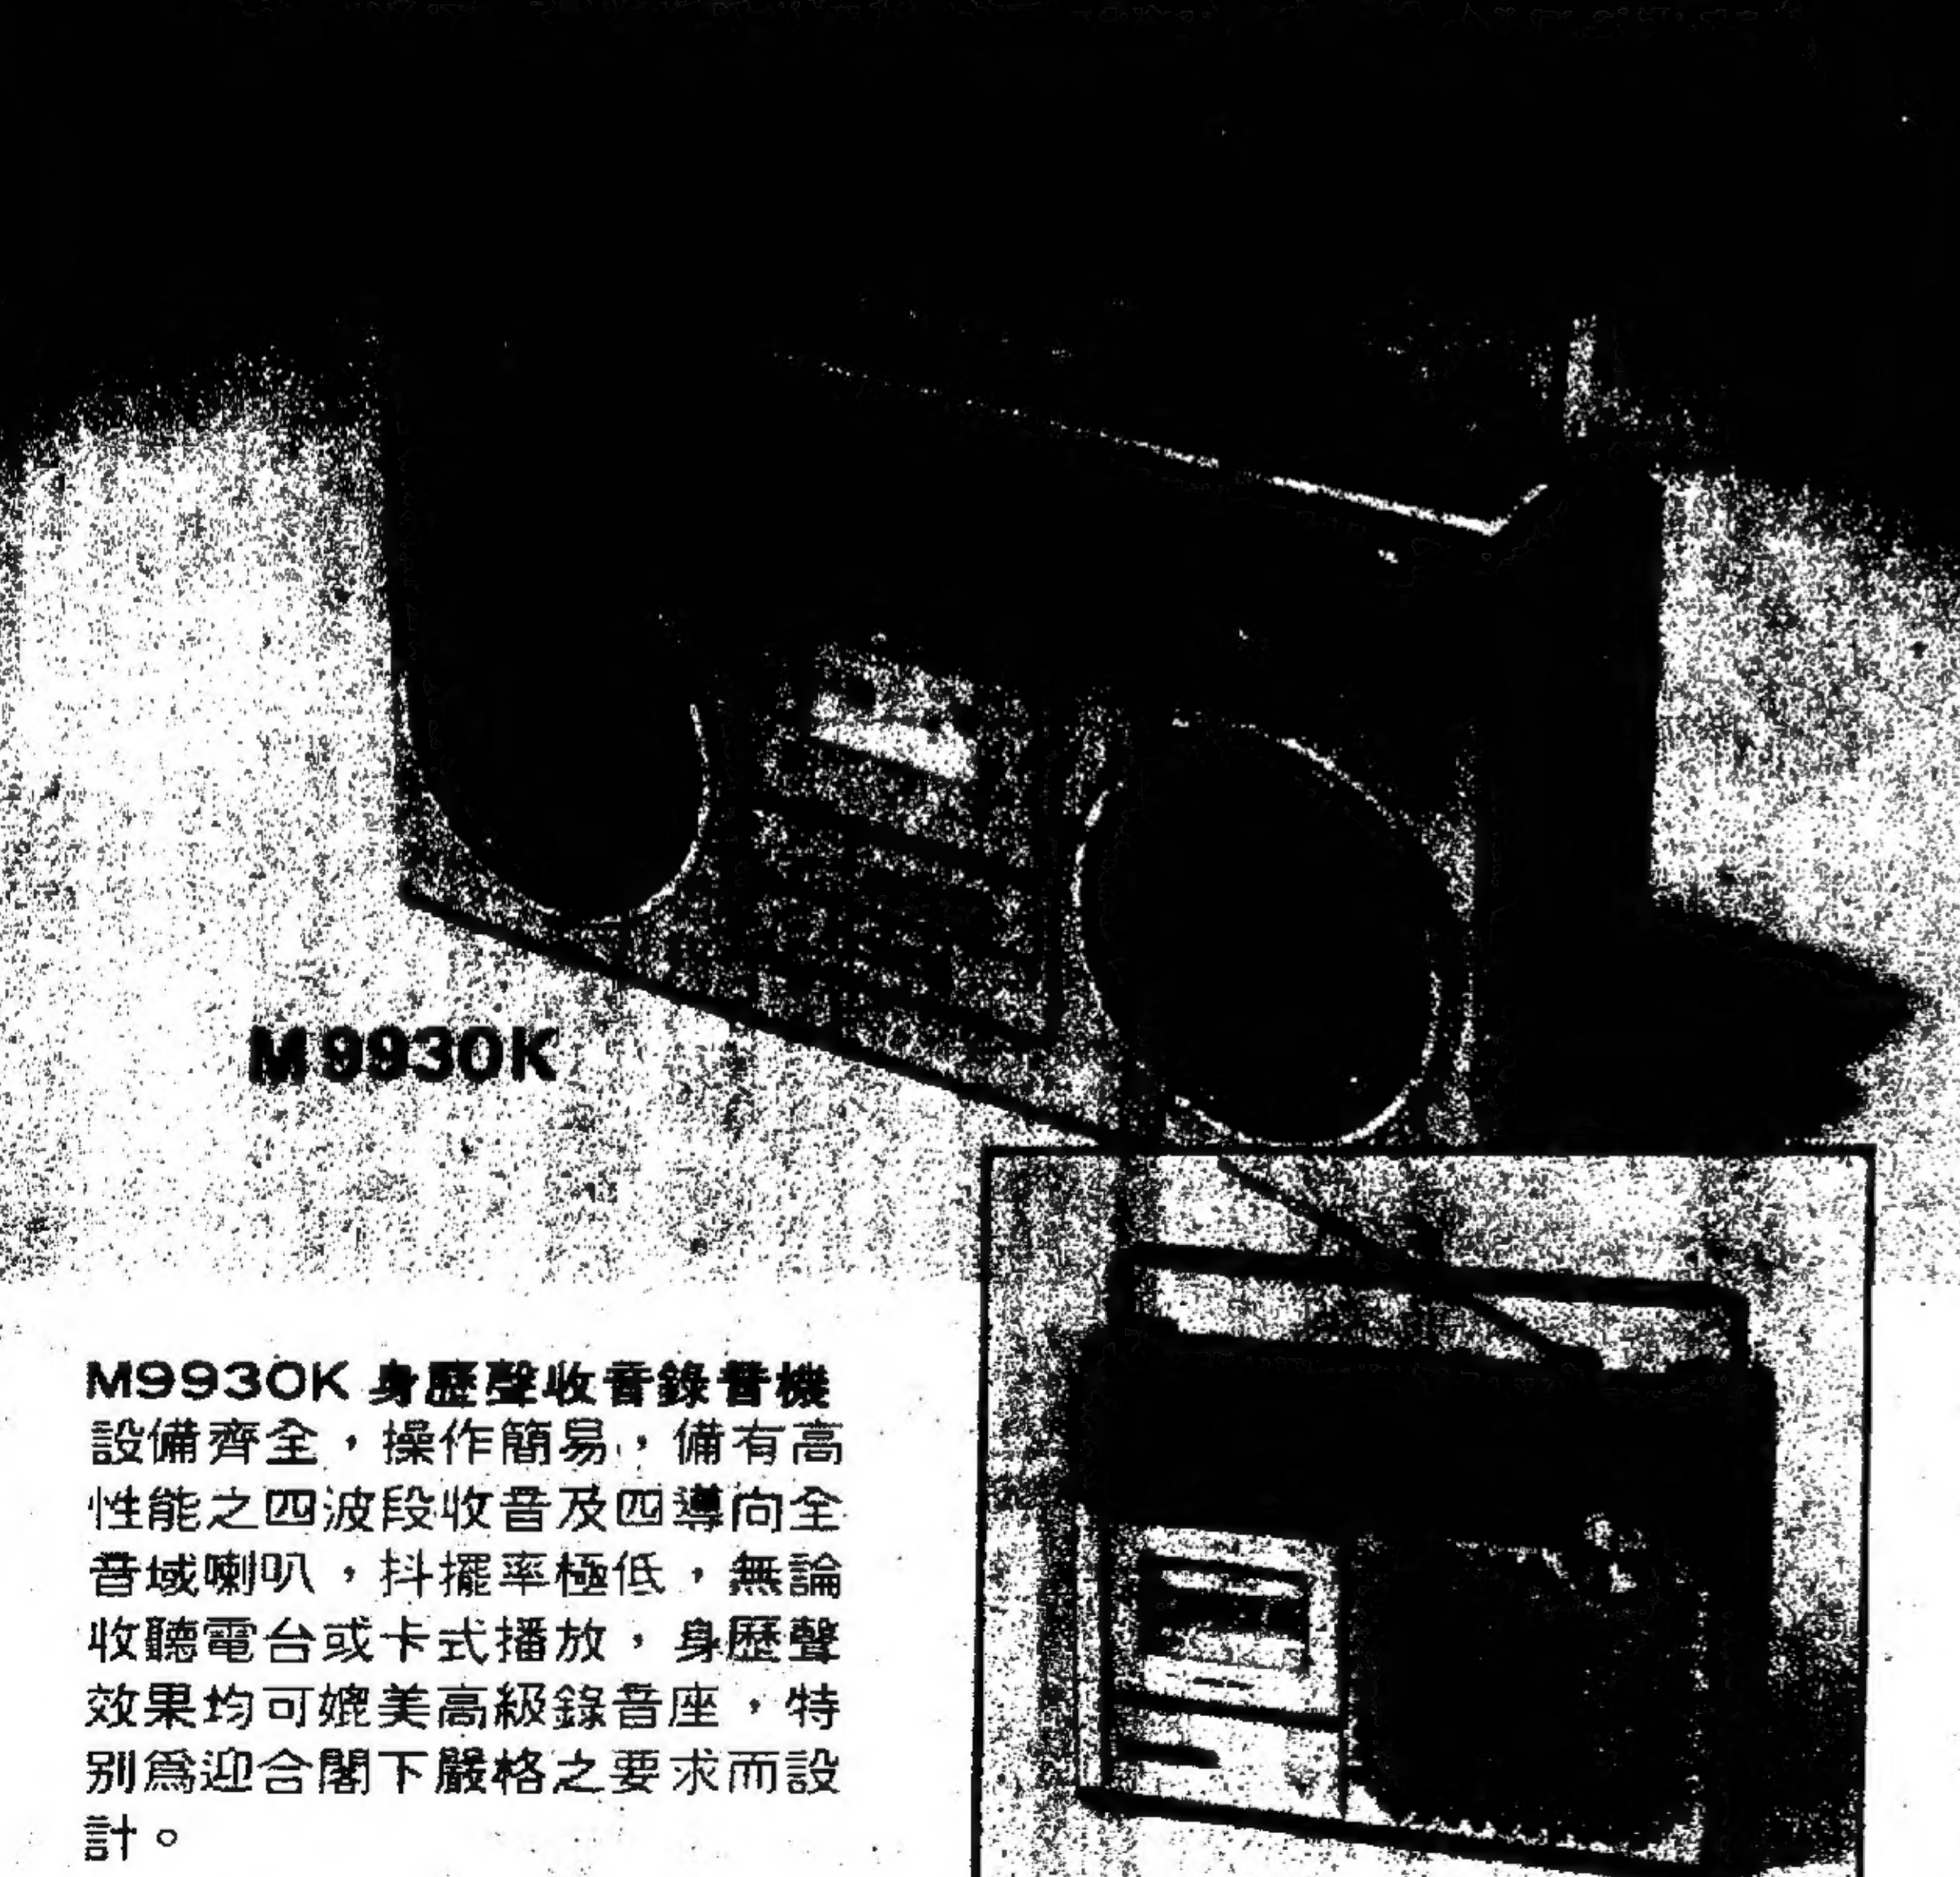 M9930K
M9930K 身歷聲收音錄音機
設備齊全，操作簡易，備有高
性能之四波段收音及四導向全
音域喇叭，抖擺率極低，無論
收聽電台或卡式播放，身歷聲
效果均可媲美高級錄音座，特
別爲迎合閣下嚴格之要求而設
計。